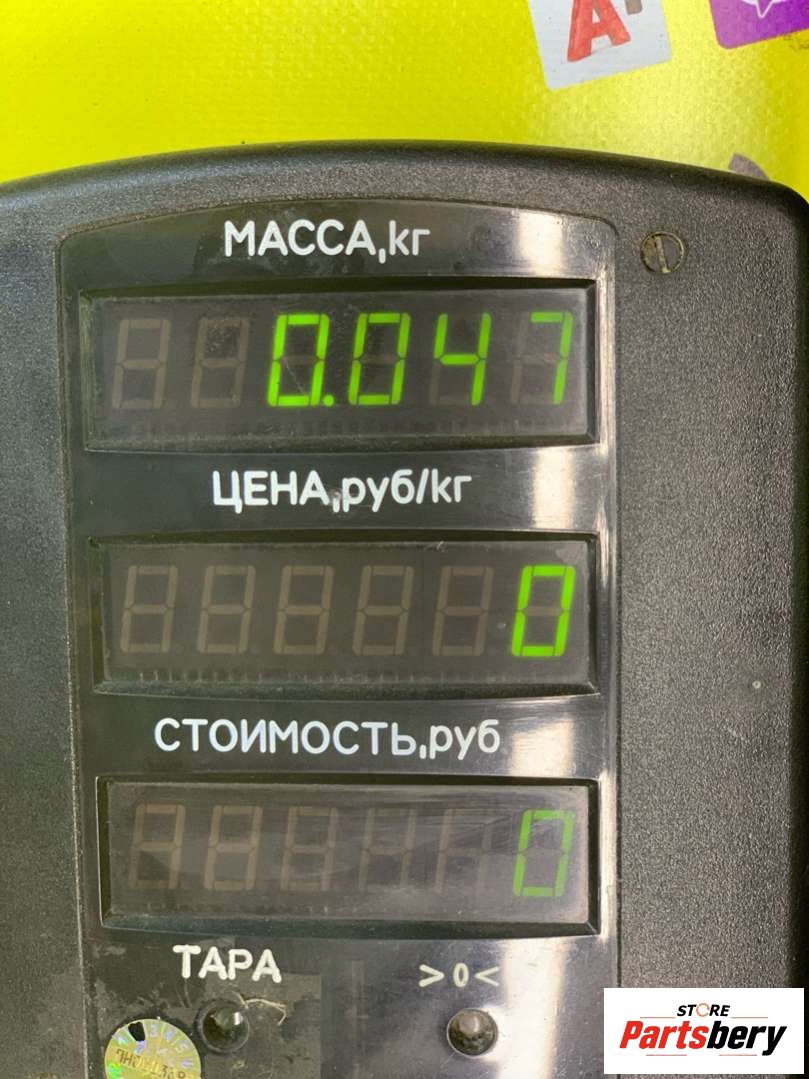 МАССА,кг
0.047
ЦЕНА,руб/кг
0
СТОИМОСТЬ,руб
0
ТАРА >0<
STORE
Partsbery